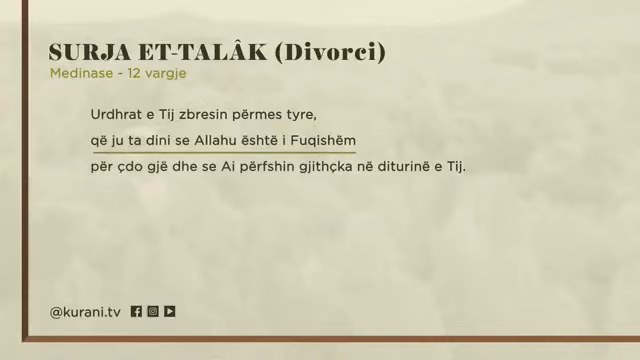 SURJA ET-TALÂK (Divorci)
Medinase - 12 vargje
Urdhrat e Tij zbresin përmes tyre,
që ju ta dini se Allahu është i Fuqishëm
për çdo gjë dhe se Ai përfshin gjithçka në diturinë e Tij.
@kurani.tv